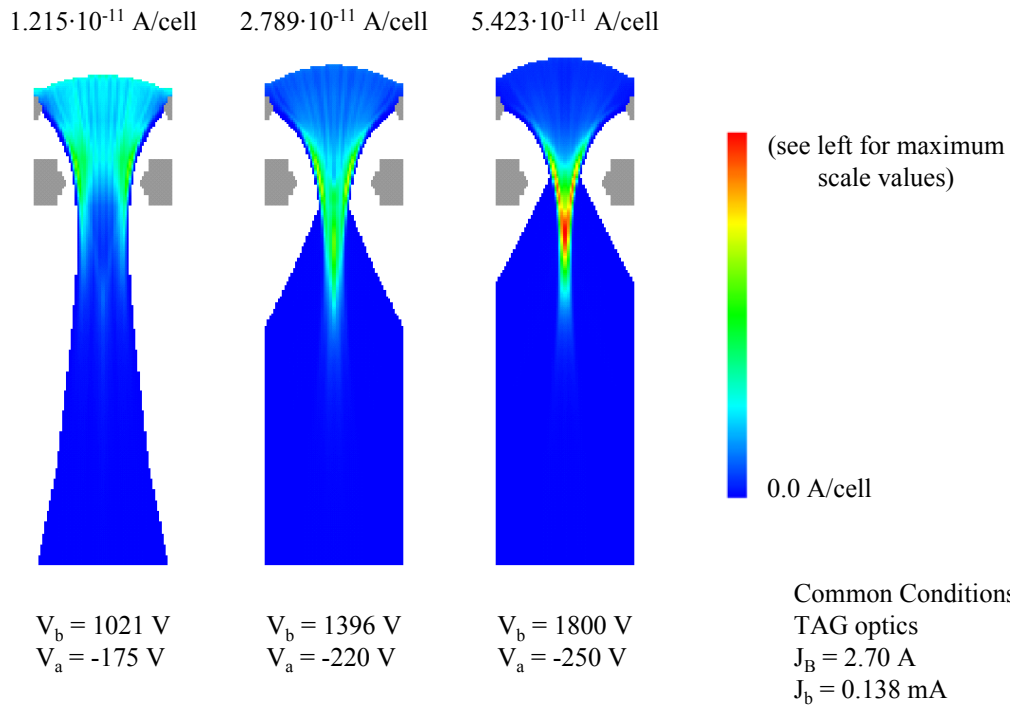 1.215·10⁻¹¹ A/cell
2.789·10⁻¹¹ A/cell
5.423·10⁻¹¹ A/cell
(see left for maximum
scale values)
0.0 A/cell
V_b = 1021 V
V_a = -175 V
V_b = 1396 V
V_a = -220 V
V_b = 1800 V
V_a = -250 V
Common Conditions
TAG optics
J_B = 2.70 A
J_b = 0.138 mA